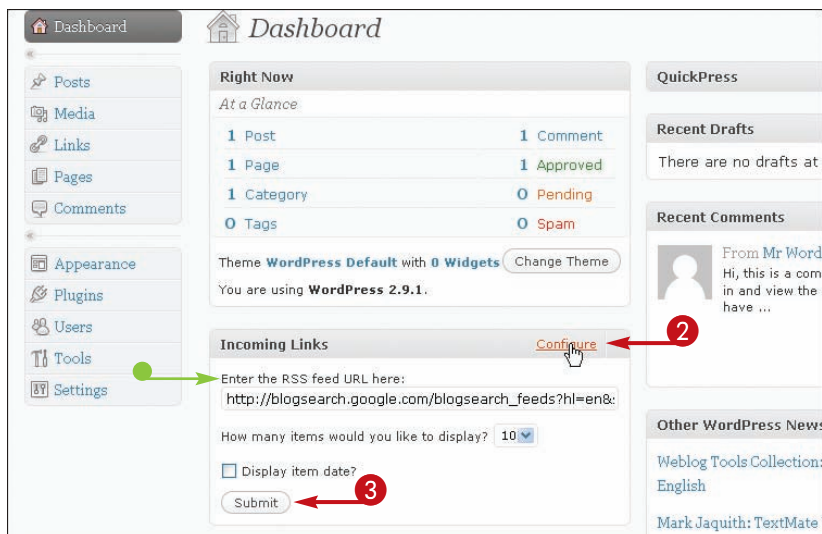 Dashboard
Dashboard
Posts
Media
Links
Pages
Comments
Appearance
Plugins
Users
Tools
Settings
Right Now
At a Glance
1 Post 1 Comment
1 Page 1 Approved
1 Category 0 Pending
0 Tags 0 Spam
Theme WordPress Default with 0 Widgets Change Theme
You are using WordPress 2.9.1.
Incoming Links Configure 2
Enter the RSS feed URL here:
http://blogsearch.google.com/blogsearch_feeds?hl=en&
How many items would you like to display? 10
Display item date?
Submit 3
QuickPress
Recent Drafts
There are no drafts at
Recent Comments
From Mr Word
Hi, this is a com
in and view the
have ...
Other WordPress News
Weblog Tools Collection:
English
Mark Jaquith: TextMate